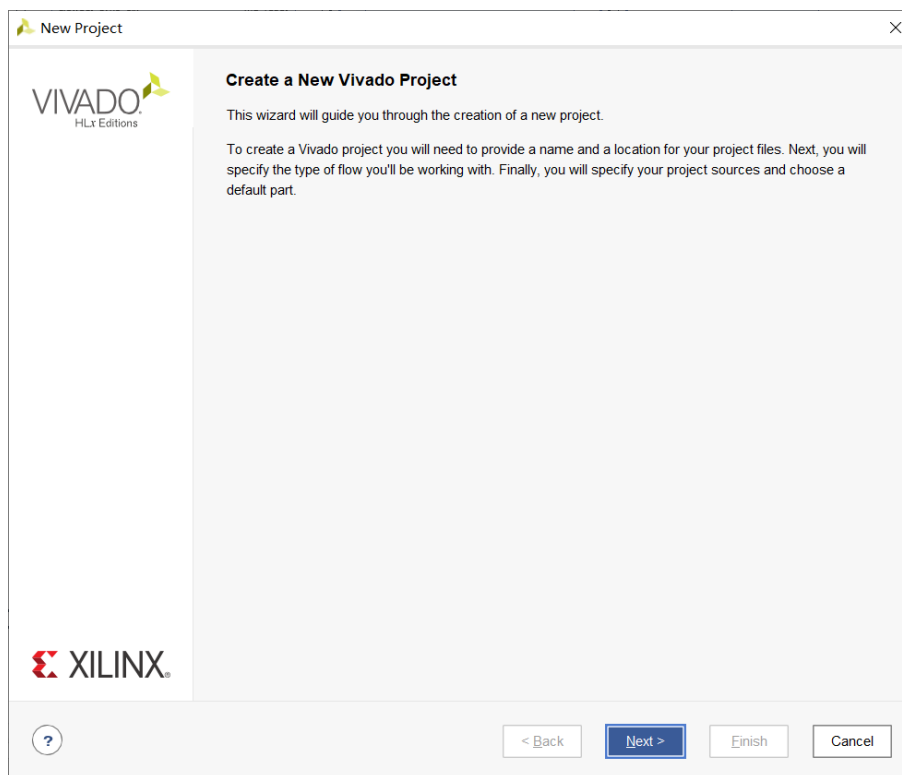 New Project
VIVADO.
HLx Editions
Create a New Vivado Project
This wizard will guide you through the creation of a new project.
To create a Vivado project you will need to provide a name and a location for your project files. Next, you will
specify the type of flow you'll be working with. Finally, you will specify your project sources and choose a
default part.
XILINX®
?
< Back
Next >
Finish
Cancel